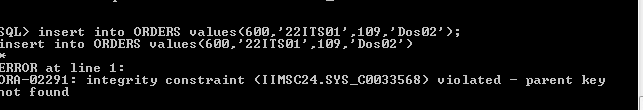 SQL> insert into ORDERS values(600,'22ITS01',109,'Dos02');
insert into ORDERS values(600,'22ITS01',109,'Dos02')
*
ERROR at line 1:
ORA-02291: integrity constraint (IIMSC24.SYS_C0033568) violated - parent key
not found